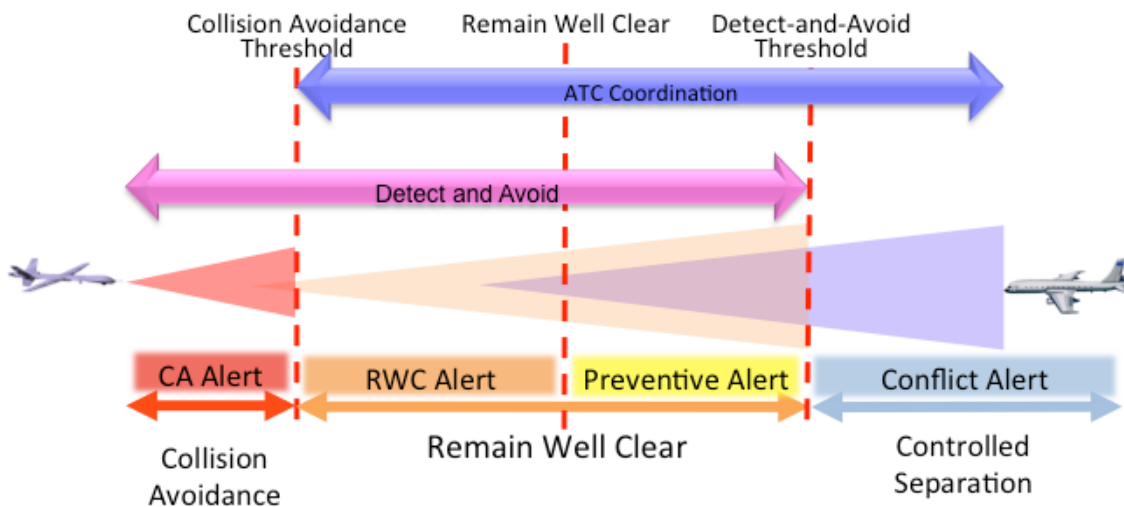 Collision Avoidance
Threshold
Remain Well Clear
Detect-and-Avoid
Threshold
ATC Coordination
Detect and Avoid
CA Alert
RWC Alert
Preventive Alert
Conflict Alert
Collision
Avoidance
Remain Well Clear
Controlled
Separation